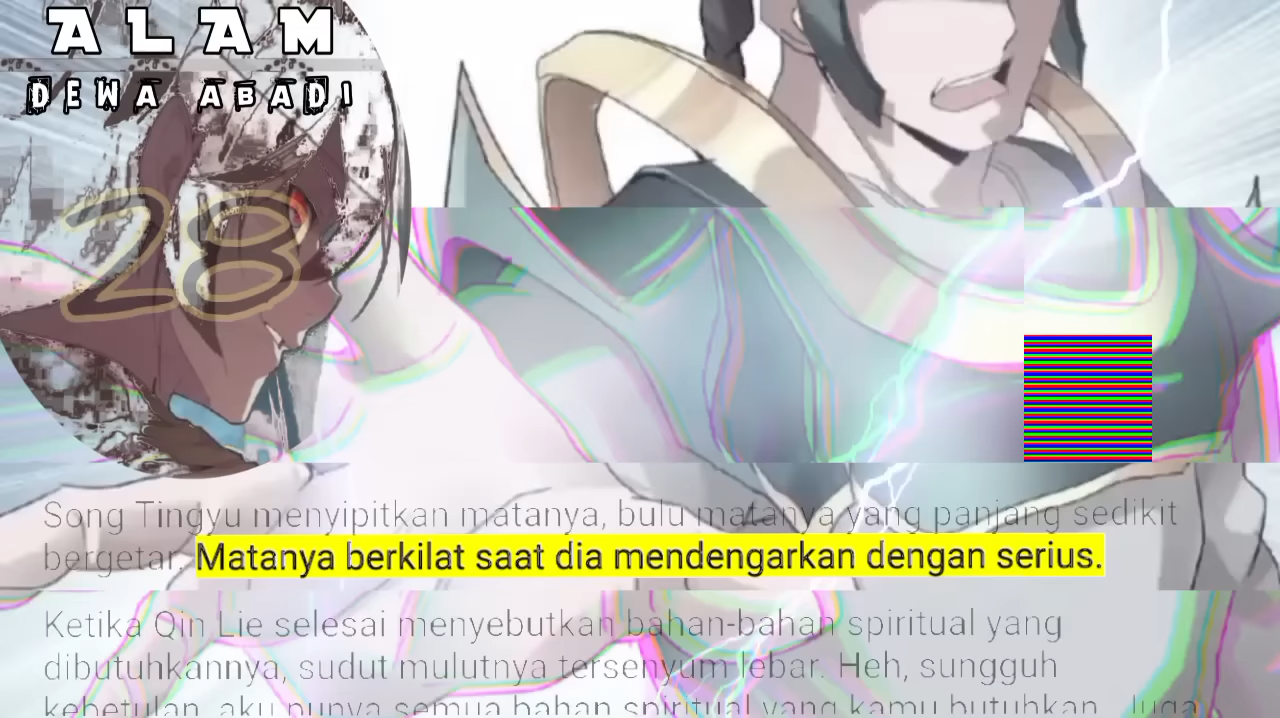 ALAM
DEWA ABADI
28
Song Tingyu menyipitkan matanya, bulu matanya yang panjang sedikit
bergetar. Matanya berkilat saat dia mendengarkan dengan serius.
Ketika Qin Lie selesai menyebutkan bahan-bahan spiritual yang
dibutuhkannya, sudut mulutnya tersenyum lebar. Heh, sungguh
kebetulan, aku punya semua bahan spiritual yang kamu butuhkan. Juga